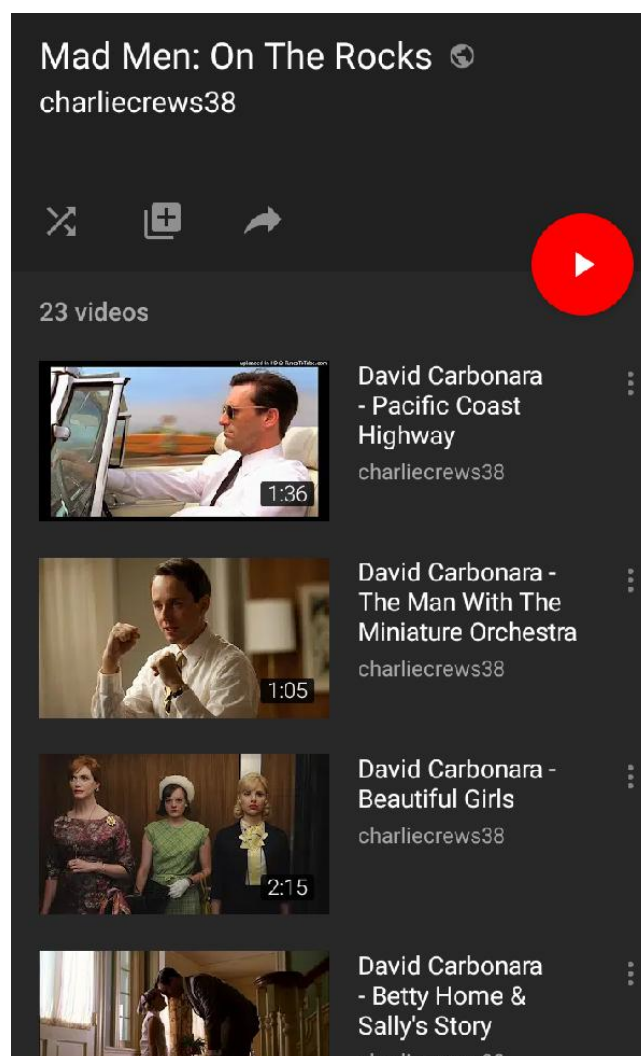 Mad Men: On The Rocks
charliecrews38
23 videos
1:36
David Carbonara
- Pacific Coast
Highway
charliecrews38
1:05
David Carbonara -
The Man With The
Miniature Orchestra
charliecrews38
2:15
David Carbonara -
Beautiful Girls
charliecrews38
David Carbonara
- Betty Home &
Sally's Story